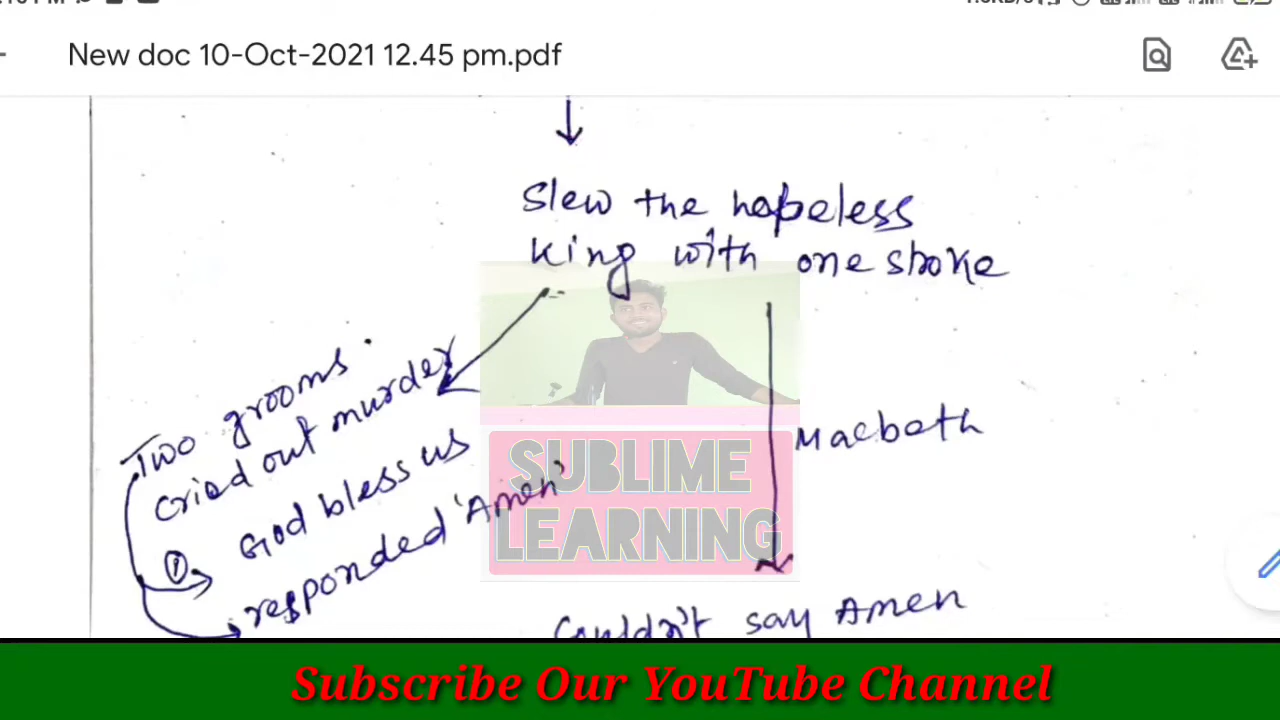 New doc 10-Oct-2021 12.45 pm.pdf
Slew the hopeless
king with one stroke
Two grooms
cried out murder
① God bless us
responded 'Amen'
Macbeth
Couldn't say Amen
SUBLIME
LEARNING
Subscribe Our YouTube Channel